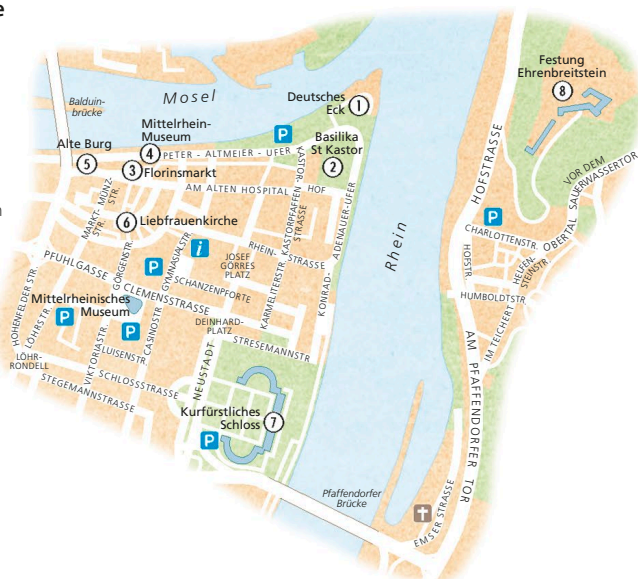 e
n
Mosel
Balduin-
brücke
Deutsches
Eck
1
Festung
Ehrenbreitstein
8
Mittelrhein-
Museum
4
P
Basilika
St Kastor
2
Alte Burg
5
PETER - ALTMEIER - UFER
3
Florinsmarkt
AM ALTEN HOSPITAL
KASTOR-
HOF
KASTORPFAFFEN-
STRASSE
MARKT-
STR.
MÜNZ-
STR.
6
Liebfrauenkirche
i
RHEIN-
STRASSE
JOSEF
GÖRRES
PLATZ
KONRAD-
ADENAUER-UFER
Rhein
HOFSTRASSE
VOR DEM
SAUERWASSERTOR
P
CHARLOTTENSTR.
OBERTAL
HOFSTR.
HELFEN-
STEINSTR
HUMBOLDTSTR
IM TEICHERT
PFUHLGASSE
GÖRGENSTR.
P
GYMNASIALSTR.
SCHANZENPFORTE
KARMELITERSTR.
CLEMENSSTRASSE
Mittelrheinisches
Museum
HOHENFELDER STR.
LÖHRSTR.
P
P
CASINOSTR.
DEINHARD-
PLATZ
STRESEMANNSTR
LÖHR-
RONDELL
VIKTORIASTR.
LUISENSTR.
SCHLOSSSTRASSE
STEGEMANNSTRASSE
NEUSTADT
Kurfürstliches
Schloss
7
P
AM PFAFFENDORFER TOR
Pfaffendorfer
Brücke
EMSER STRASSE